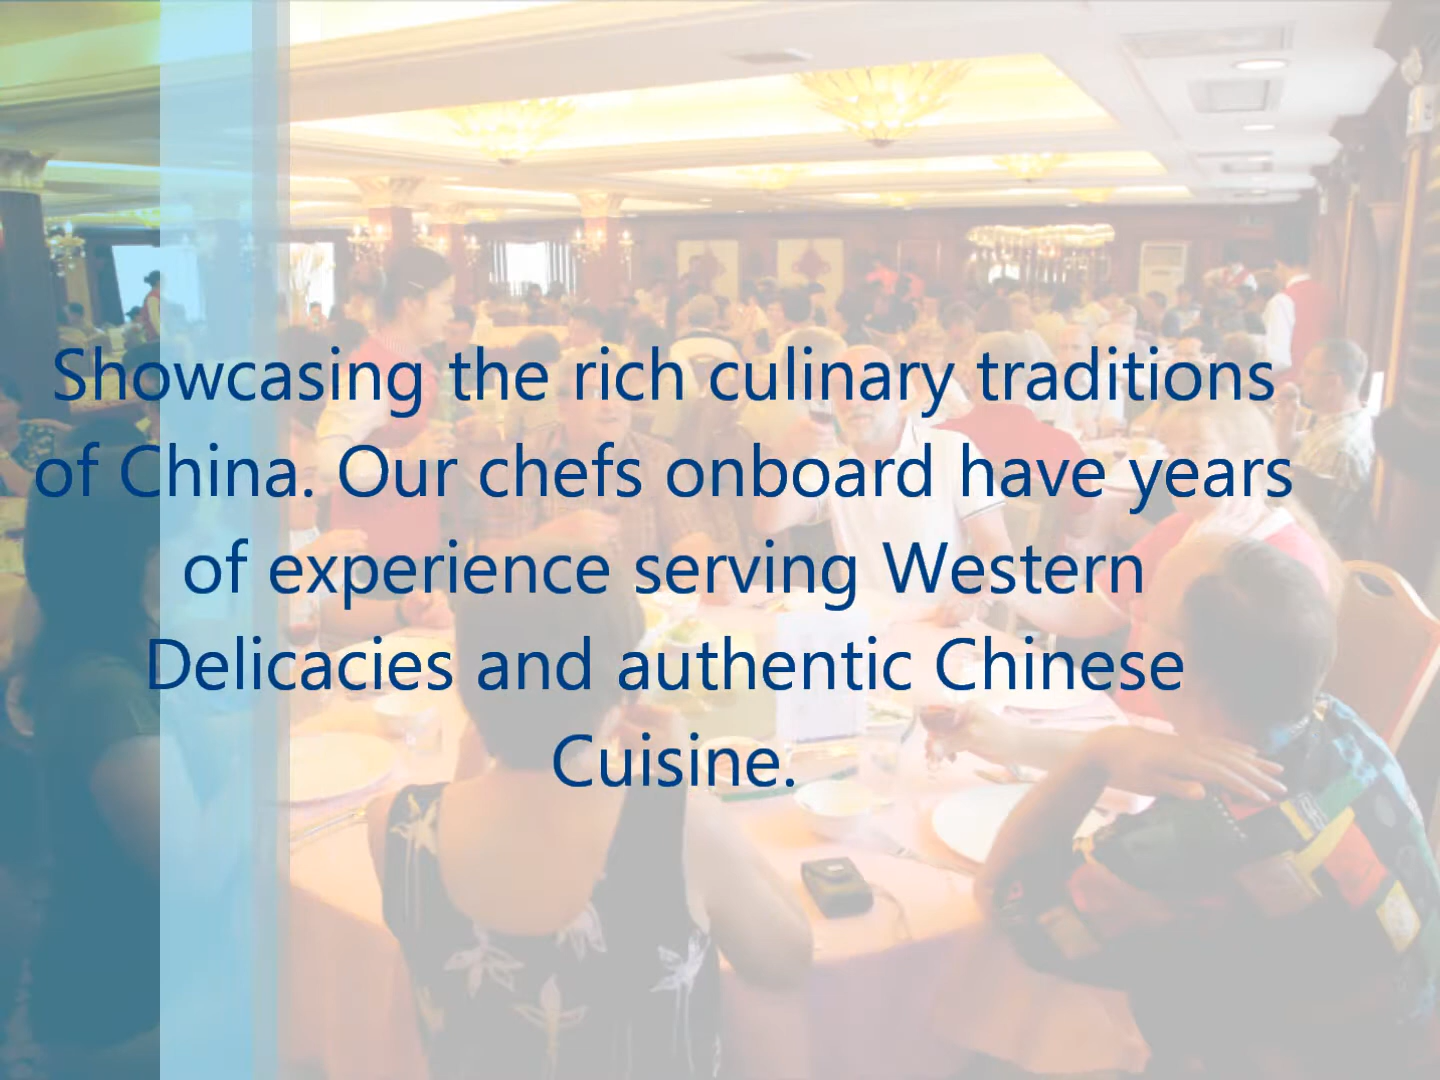 Showcasing the rich culinary traditions
of China. Our chefs onboard have years
of experience serving Western
Delicacies and authentic Chinese
Cuisine.